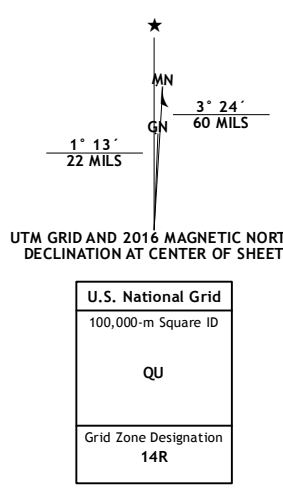 ★
MN
3° 24´
60 MILS
GN
1° 13´
22 MILS
UTM GRID AND 2016 MAGNETIC NORT
DECLINATION AT CENTER OF SHEET
U.S. National Grid
100,000-m Square ID
QU
Grid Zone Designation
14R